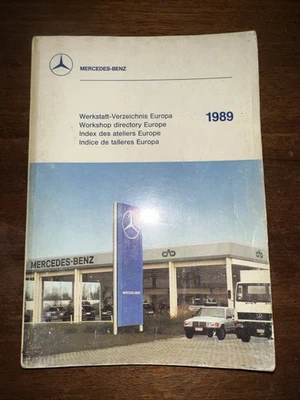 MERCEDES-BENZ
Werkstatt-Verzeichnis Europa
Workshop directory Europe
Index des ateliers Europe
Indice de talleres Europa
1989
MERCEDES-BENZ